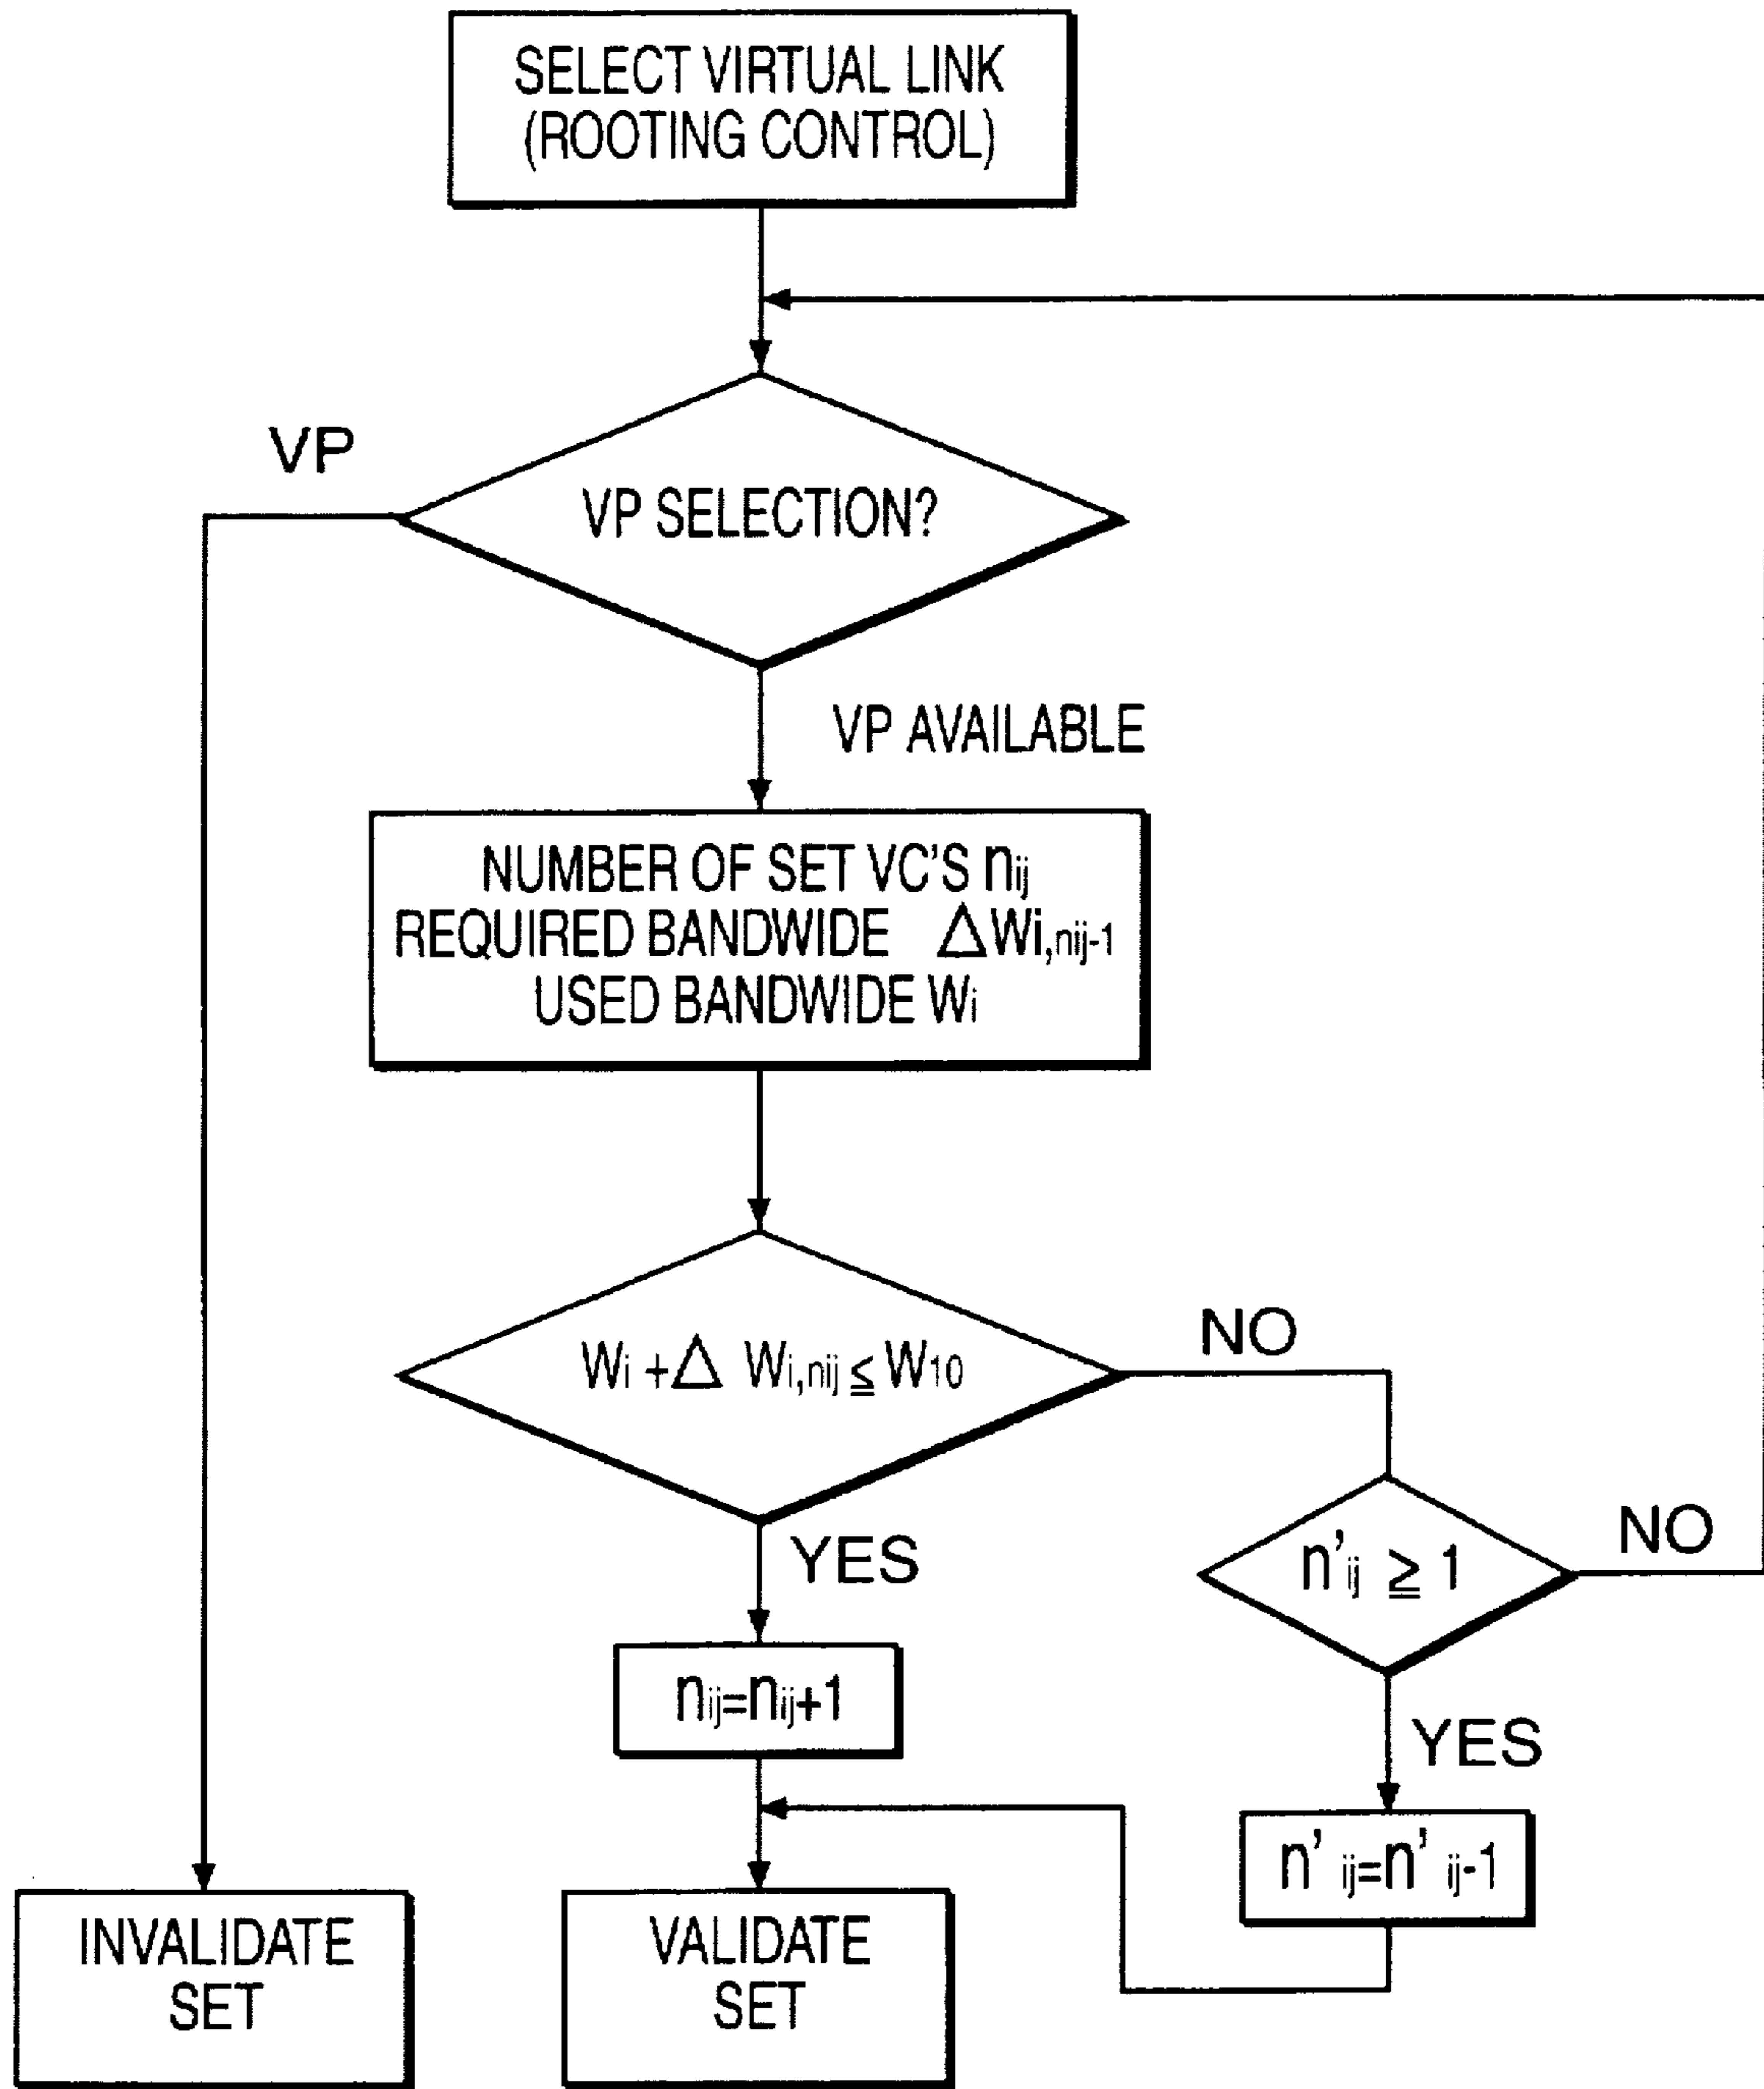 SELECT VIRTUAL LINK
(ROOTING CONTROL)
VP
VP SELECTION?
VP AVAILABLE
NUMBER OF SET VC'S nij
REQUIRED BANDWIDE △Wi,nij-1
USED BANDWIDE Wi
Wi +△ Wi,nij ≦ W10
NO
YES
n'ij ≧ 1
NO
nij=nij+1
YES
n' ij=n' ij-1
INVALIDATE
SET
VALIDATE
SET